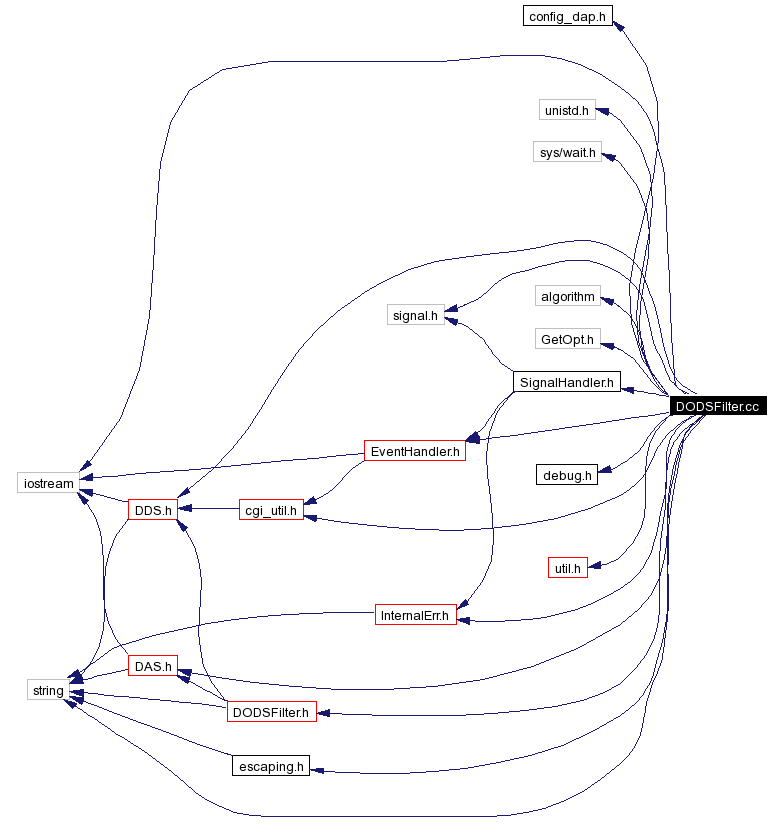 config_dap.h
unistd.h
sys/wait.h
algorithm
signal.h
GetOpt.h
SignalHandler.h
DODSFilter.cc
EventHandler.h
debug.h
iostream
DDS.h
cgi_util.h
util.h
InternalErr.h
DAS.h
string
DODSFilter.h
escaping.h